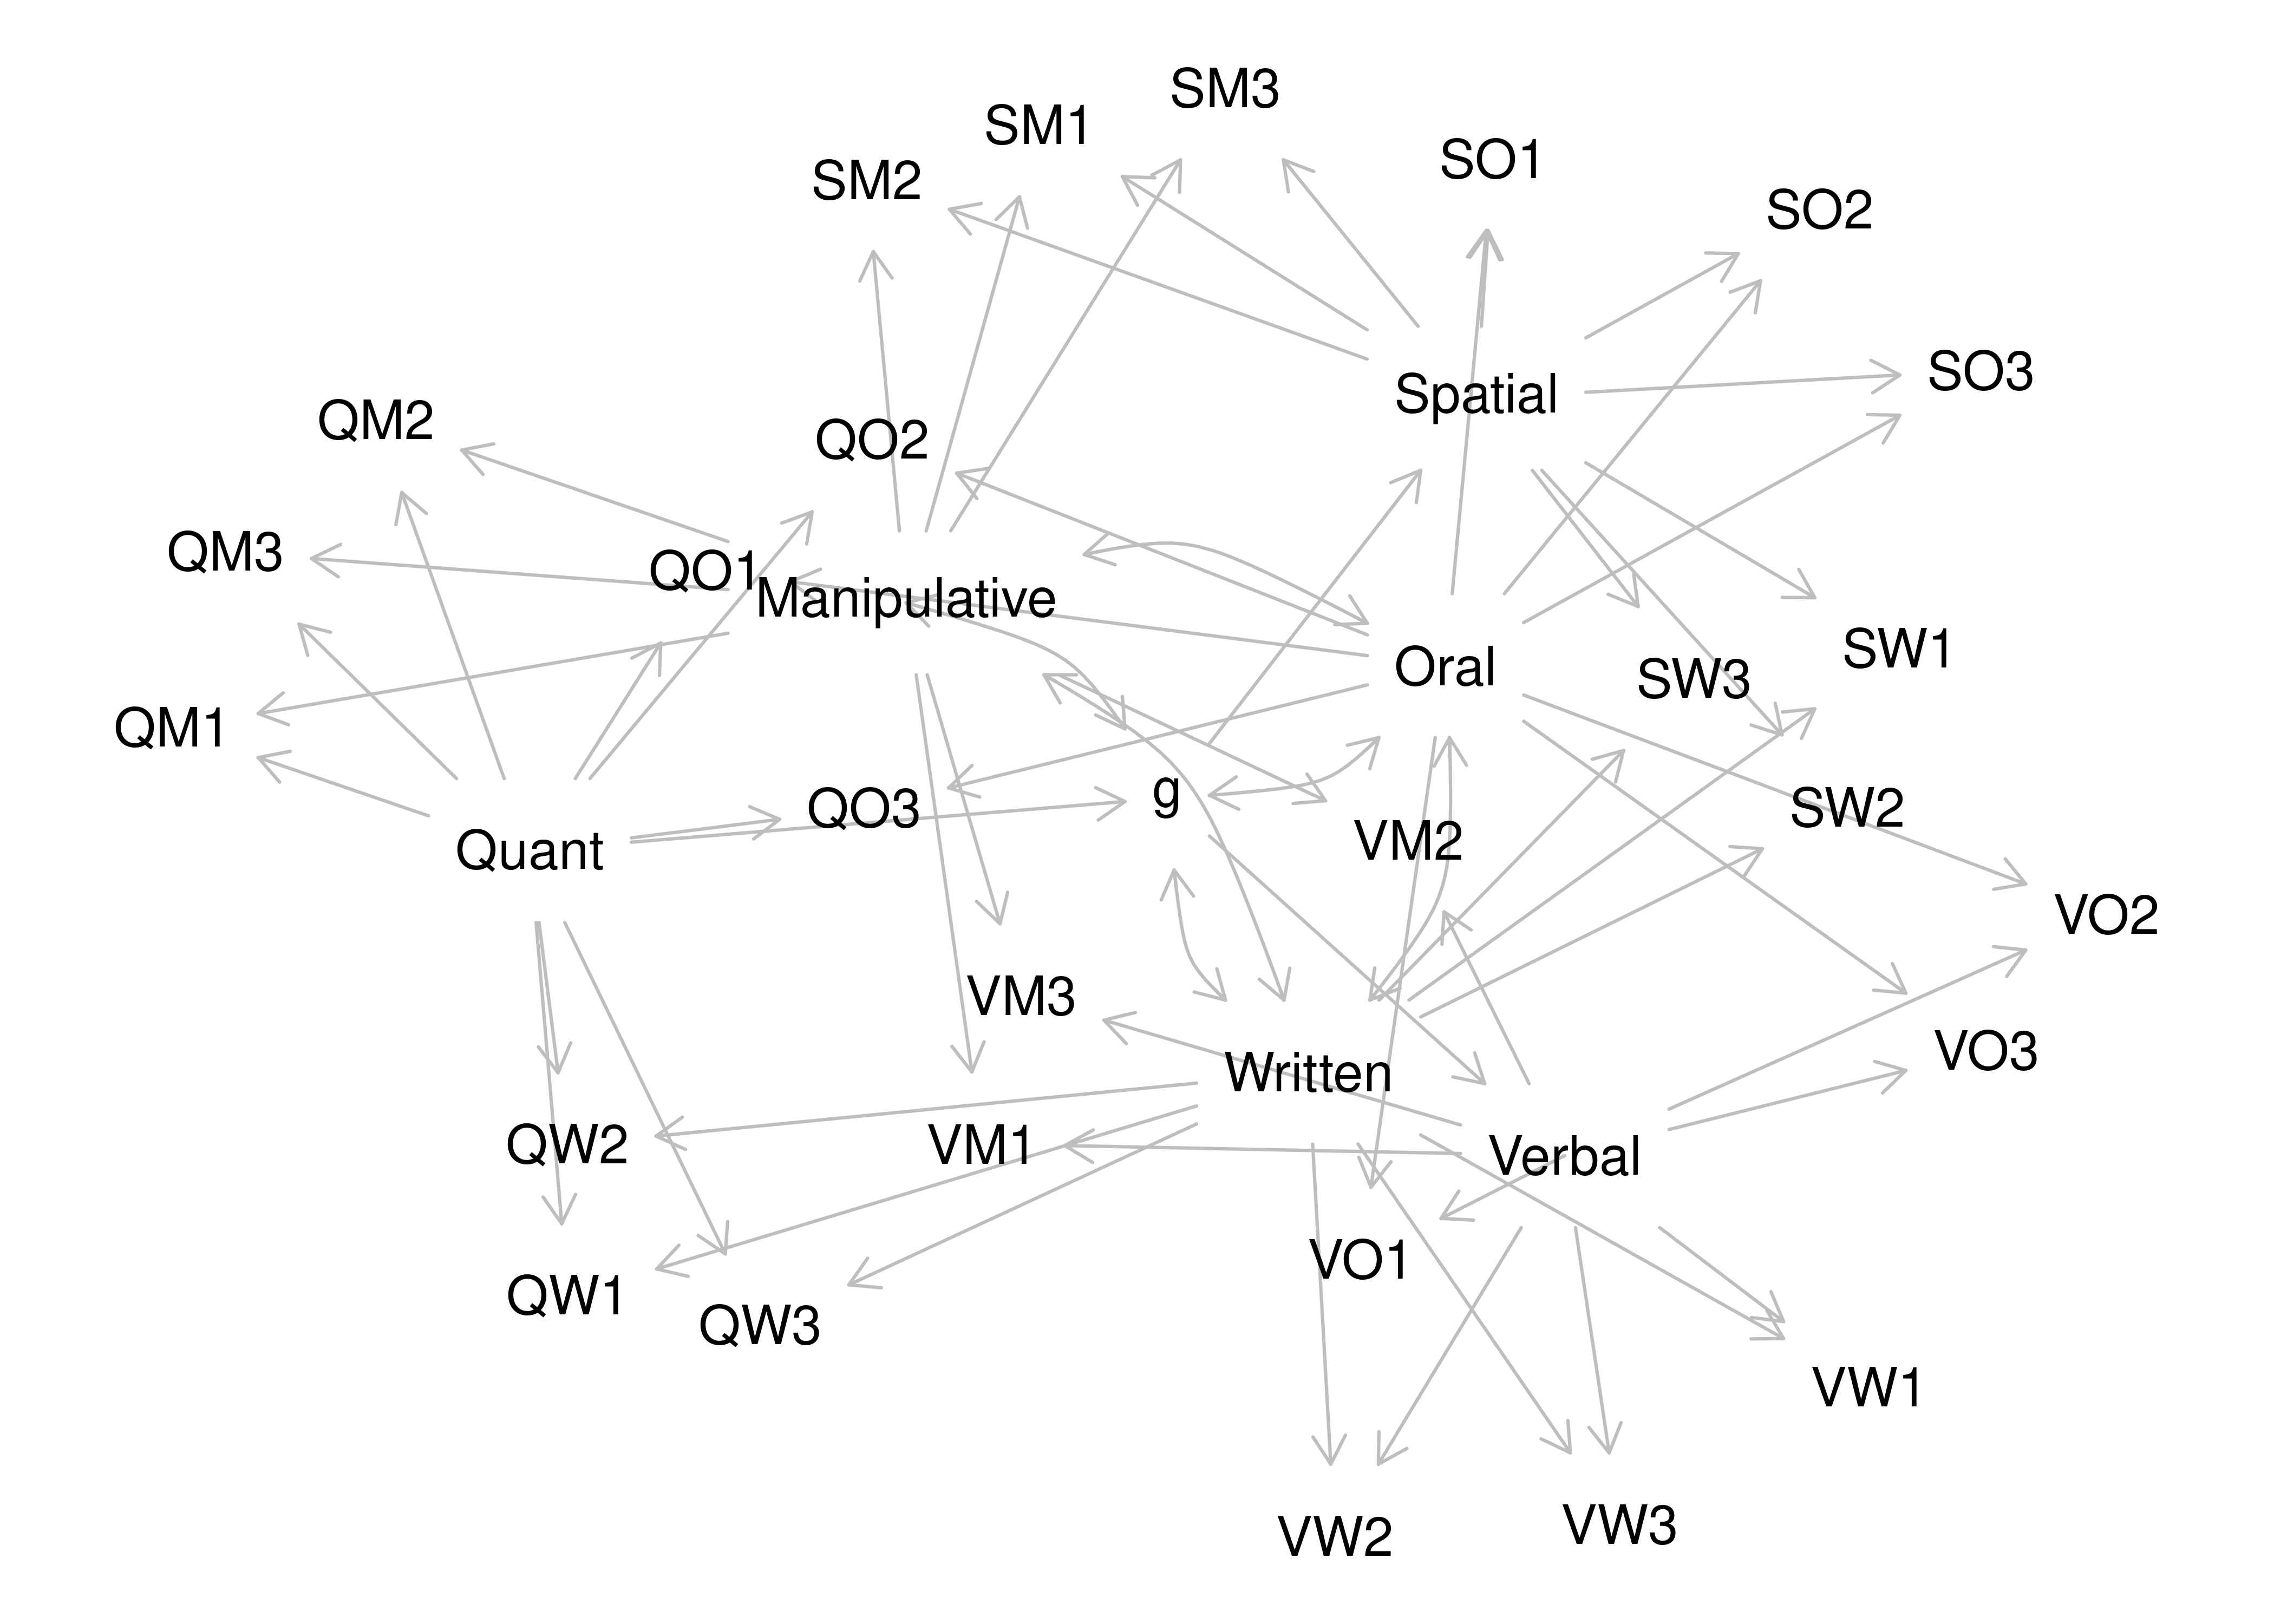 SM3
SM1
SO1
SM2
SO2
SO3
QM2
Spatial
QO2
QM3
QO1
Manipulative
SW1
Oral
SW3
QM1
g
QO3
SW2
VM2
Quant
VO2
VM3
VO3
Written
QW2
VM1
Verbal
VO1
QW1
QW3
VW1
VW3
VW2